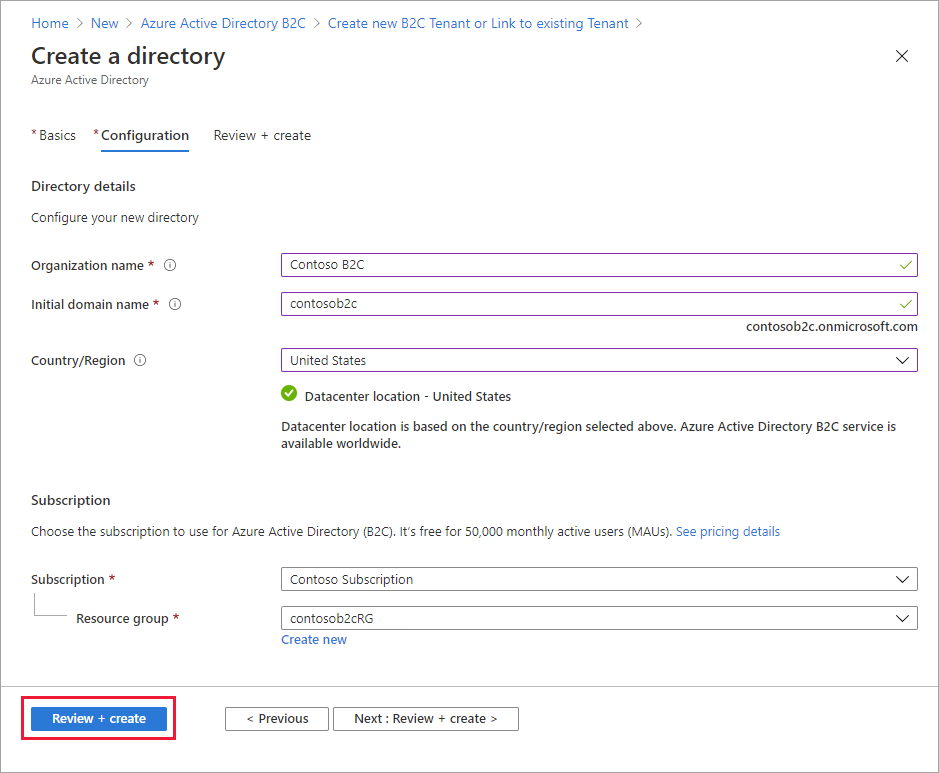 Home > New > Azure Active Directory B2C > Create new B2C Tenant or Link to existing Tenant >
Create a directory
Azure Active Directory
* Basics * Configuration Review + create
Directory details
Configure your new directory
Organization name * Contoso B2C
Initial domain name * contosob2c
contosob2c.onmicrosoft.com
Country/Region United States
Datacenter location - United States
Datacenter location is based on the country/region selected above. Azure Active Directory B2C service is
available worldwide.
Subscription
Choose the subscription to use for Azure Active Directory (B2C). It's free for 50,000 monthly active users (MAUs). See pricing details
Subscription * Contoso Subscription
Resource group * contosob2cRG
Create new
Review + create < Previous Next : Review + create >